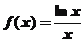 f(x) = ln x / x